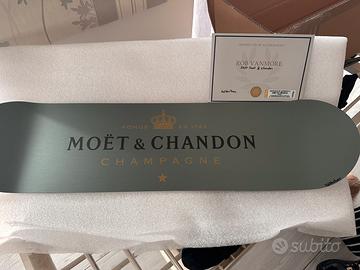 ROB VANMORE
FONDÉ EN 1743
MOËT & CHANDON
CHAMPAGNE
subito